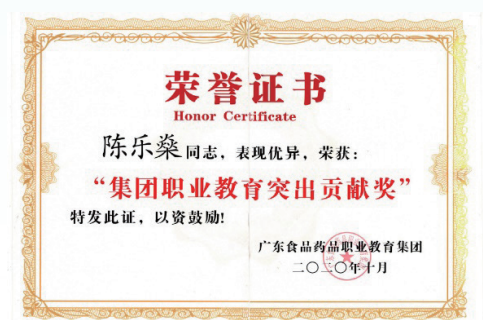 荣誉证书
Honor Certificate
陈乐燊同志，表现优异，荣获：
“集团职业教育突出贡献奖”
特发此证，以资鼓励!
广东食品药品职业教育集团
二〇二〇年十月